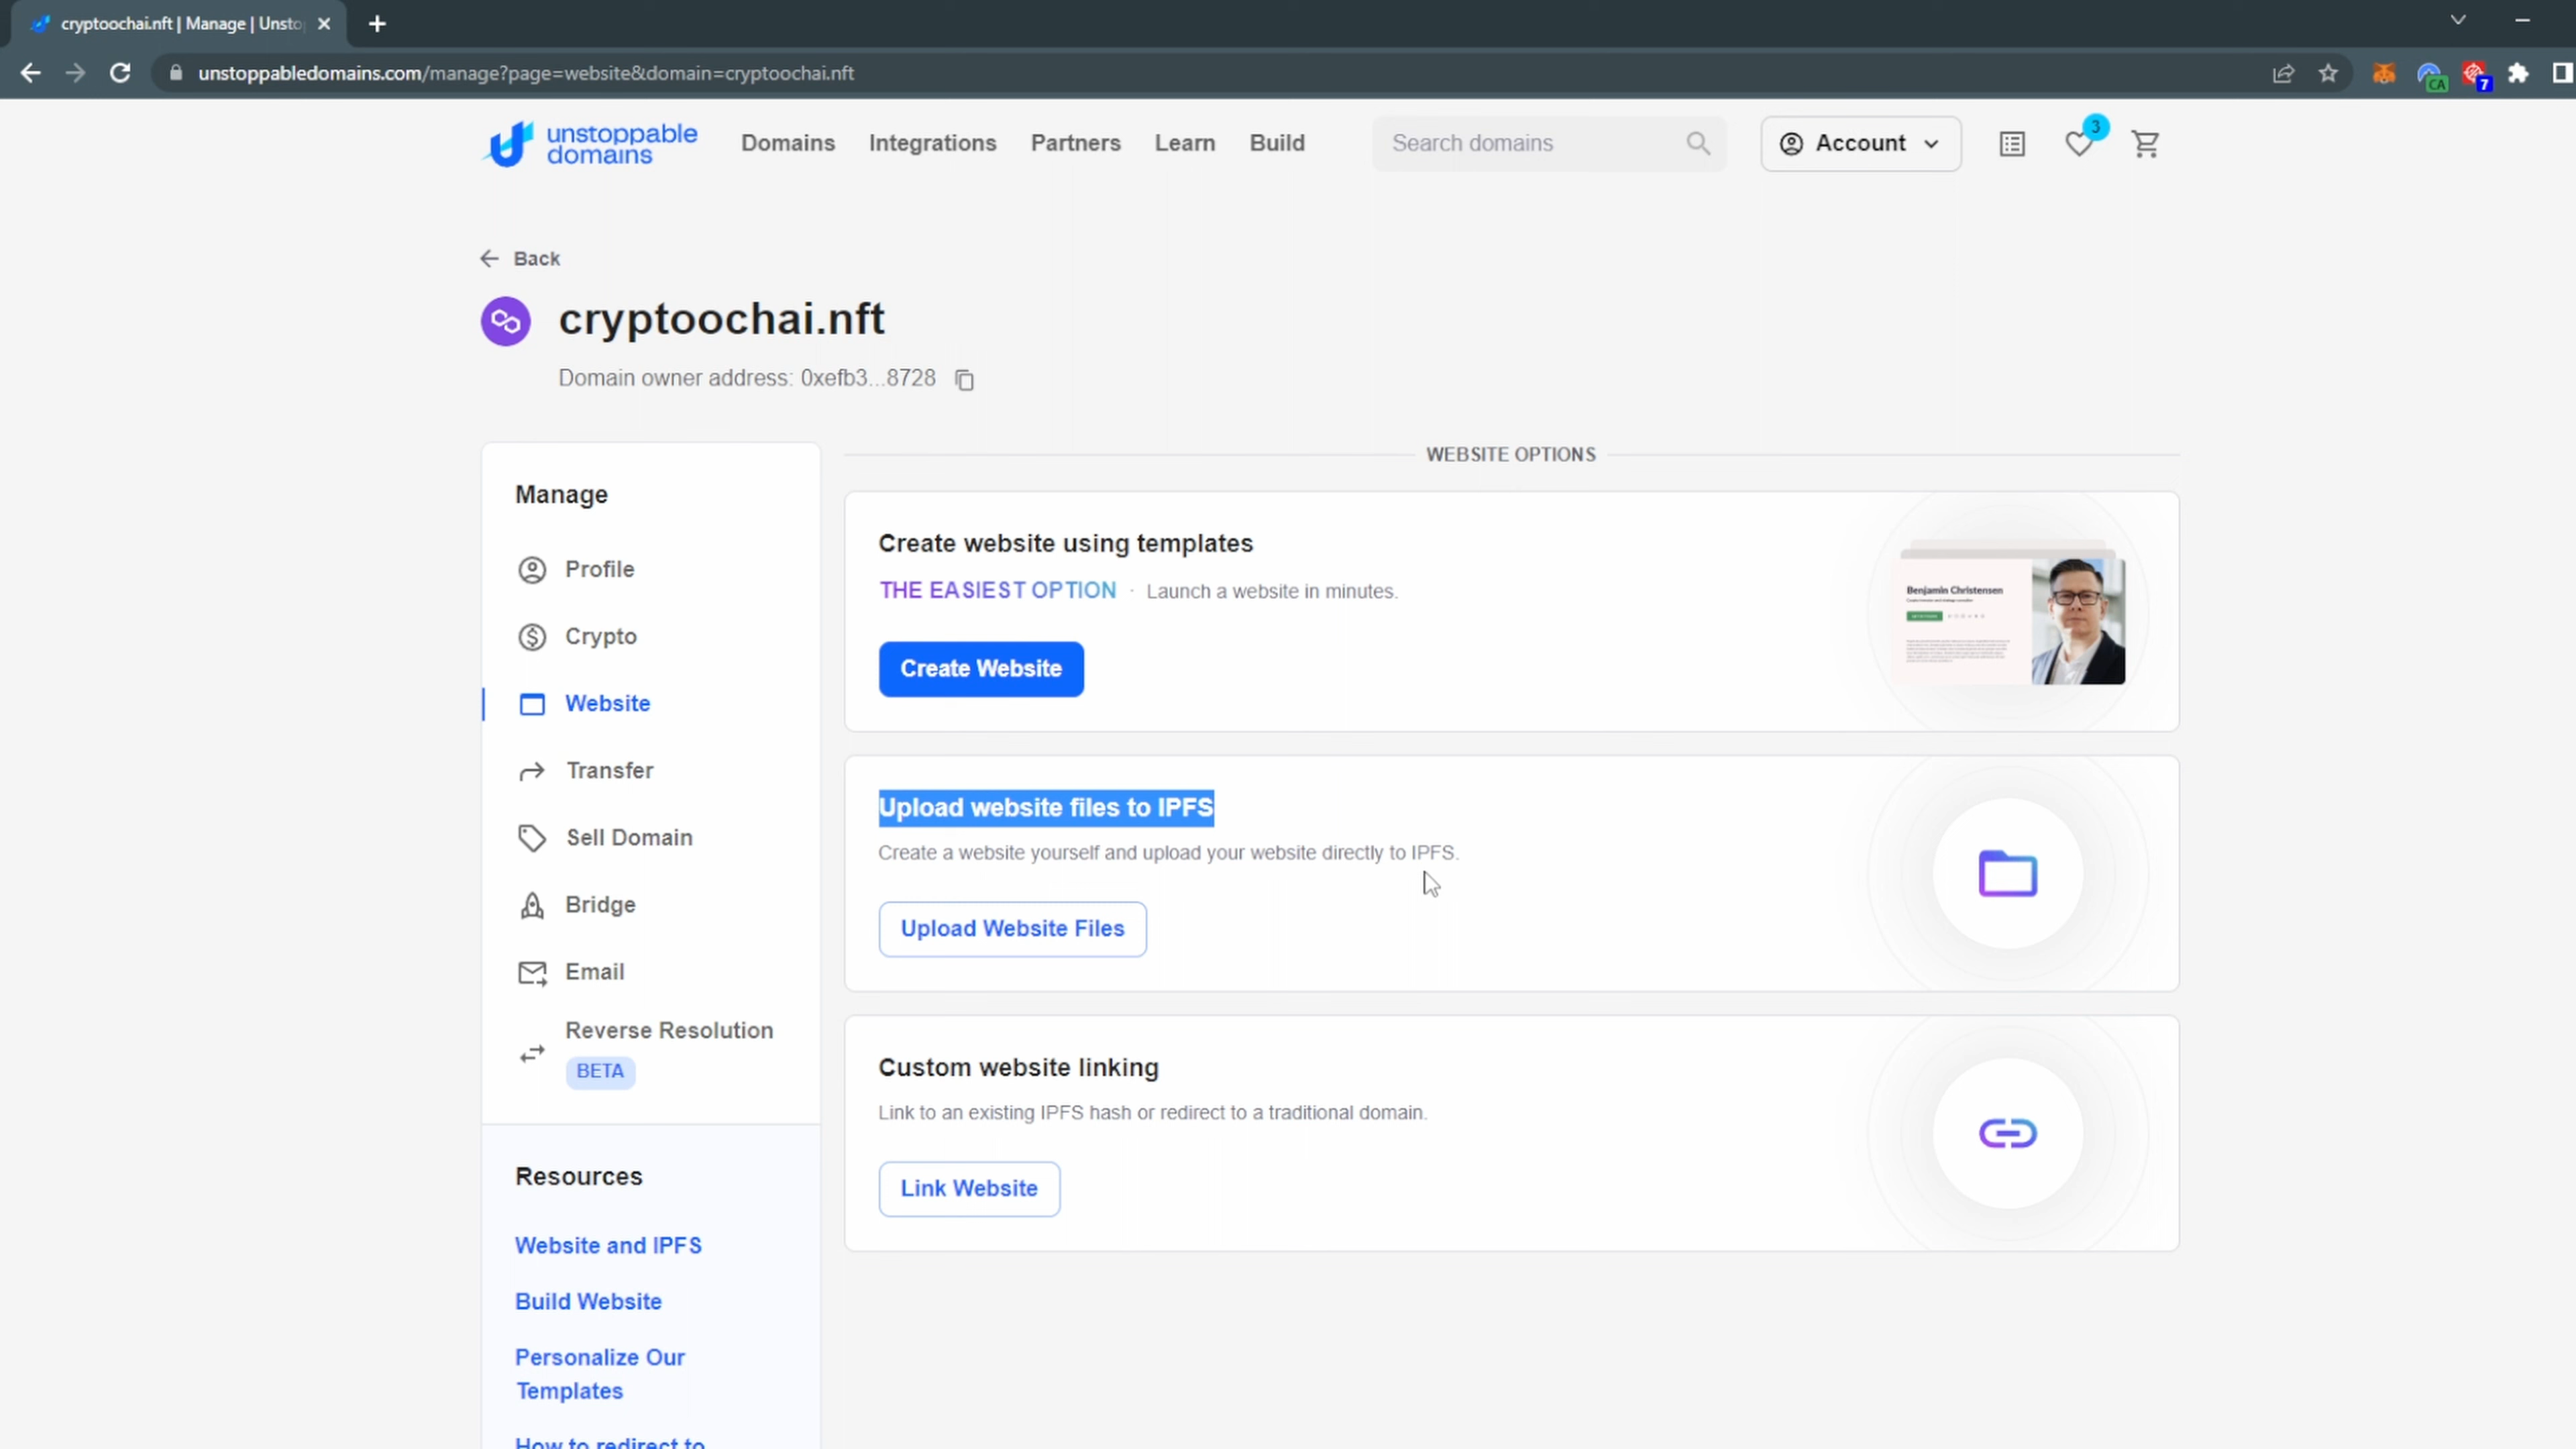 cryptoochai.nft | Manage | Unsto
unstoppabledomains.com/manage?page=website&domain=cryptoochai.nft
CA
7
unstoppable
domains
Domains
Integrations
Partners
Learn
Build
Search domains
Account
3
Back
cryptoochai.nft
Domain owner address: 0xefb3...8728
Manage
Profile
Crypto
Website
Transfer
Sell Domain
Bridge
Email
Reverse Resolution
BETA
Resources
Website and IPFS
Build Website
Personalize Our
Templates
How to redirect to
WEBSITE OPTIONS
Create website using templates
THE EASIEST OPTION · Launch a website in minutes.
Create Website
Benjamin Christensen
Upload website files to IPFS
Create a website yourself and upload your website directly to IPFS.
Upload Website Files
Custom website linking
Link to an existing IPFS hash or redirect to a traditional domain.
Link Website